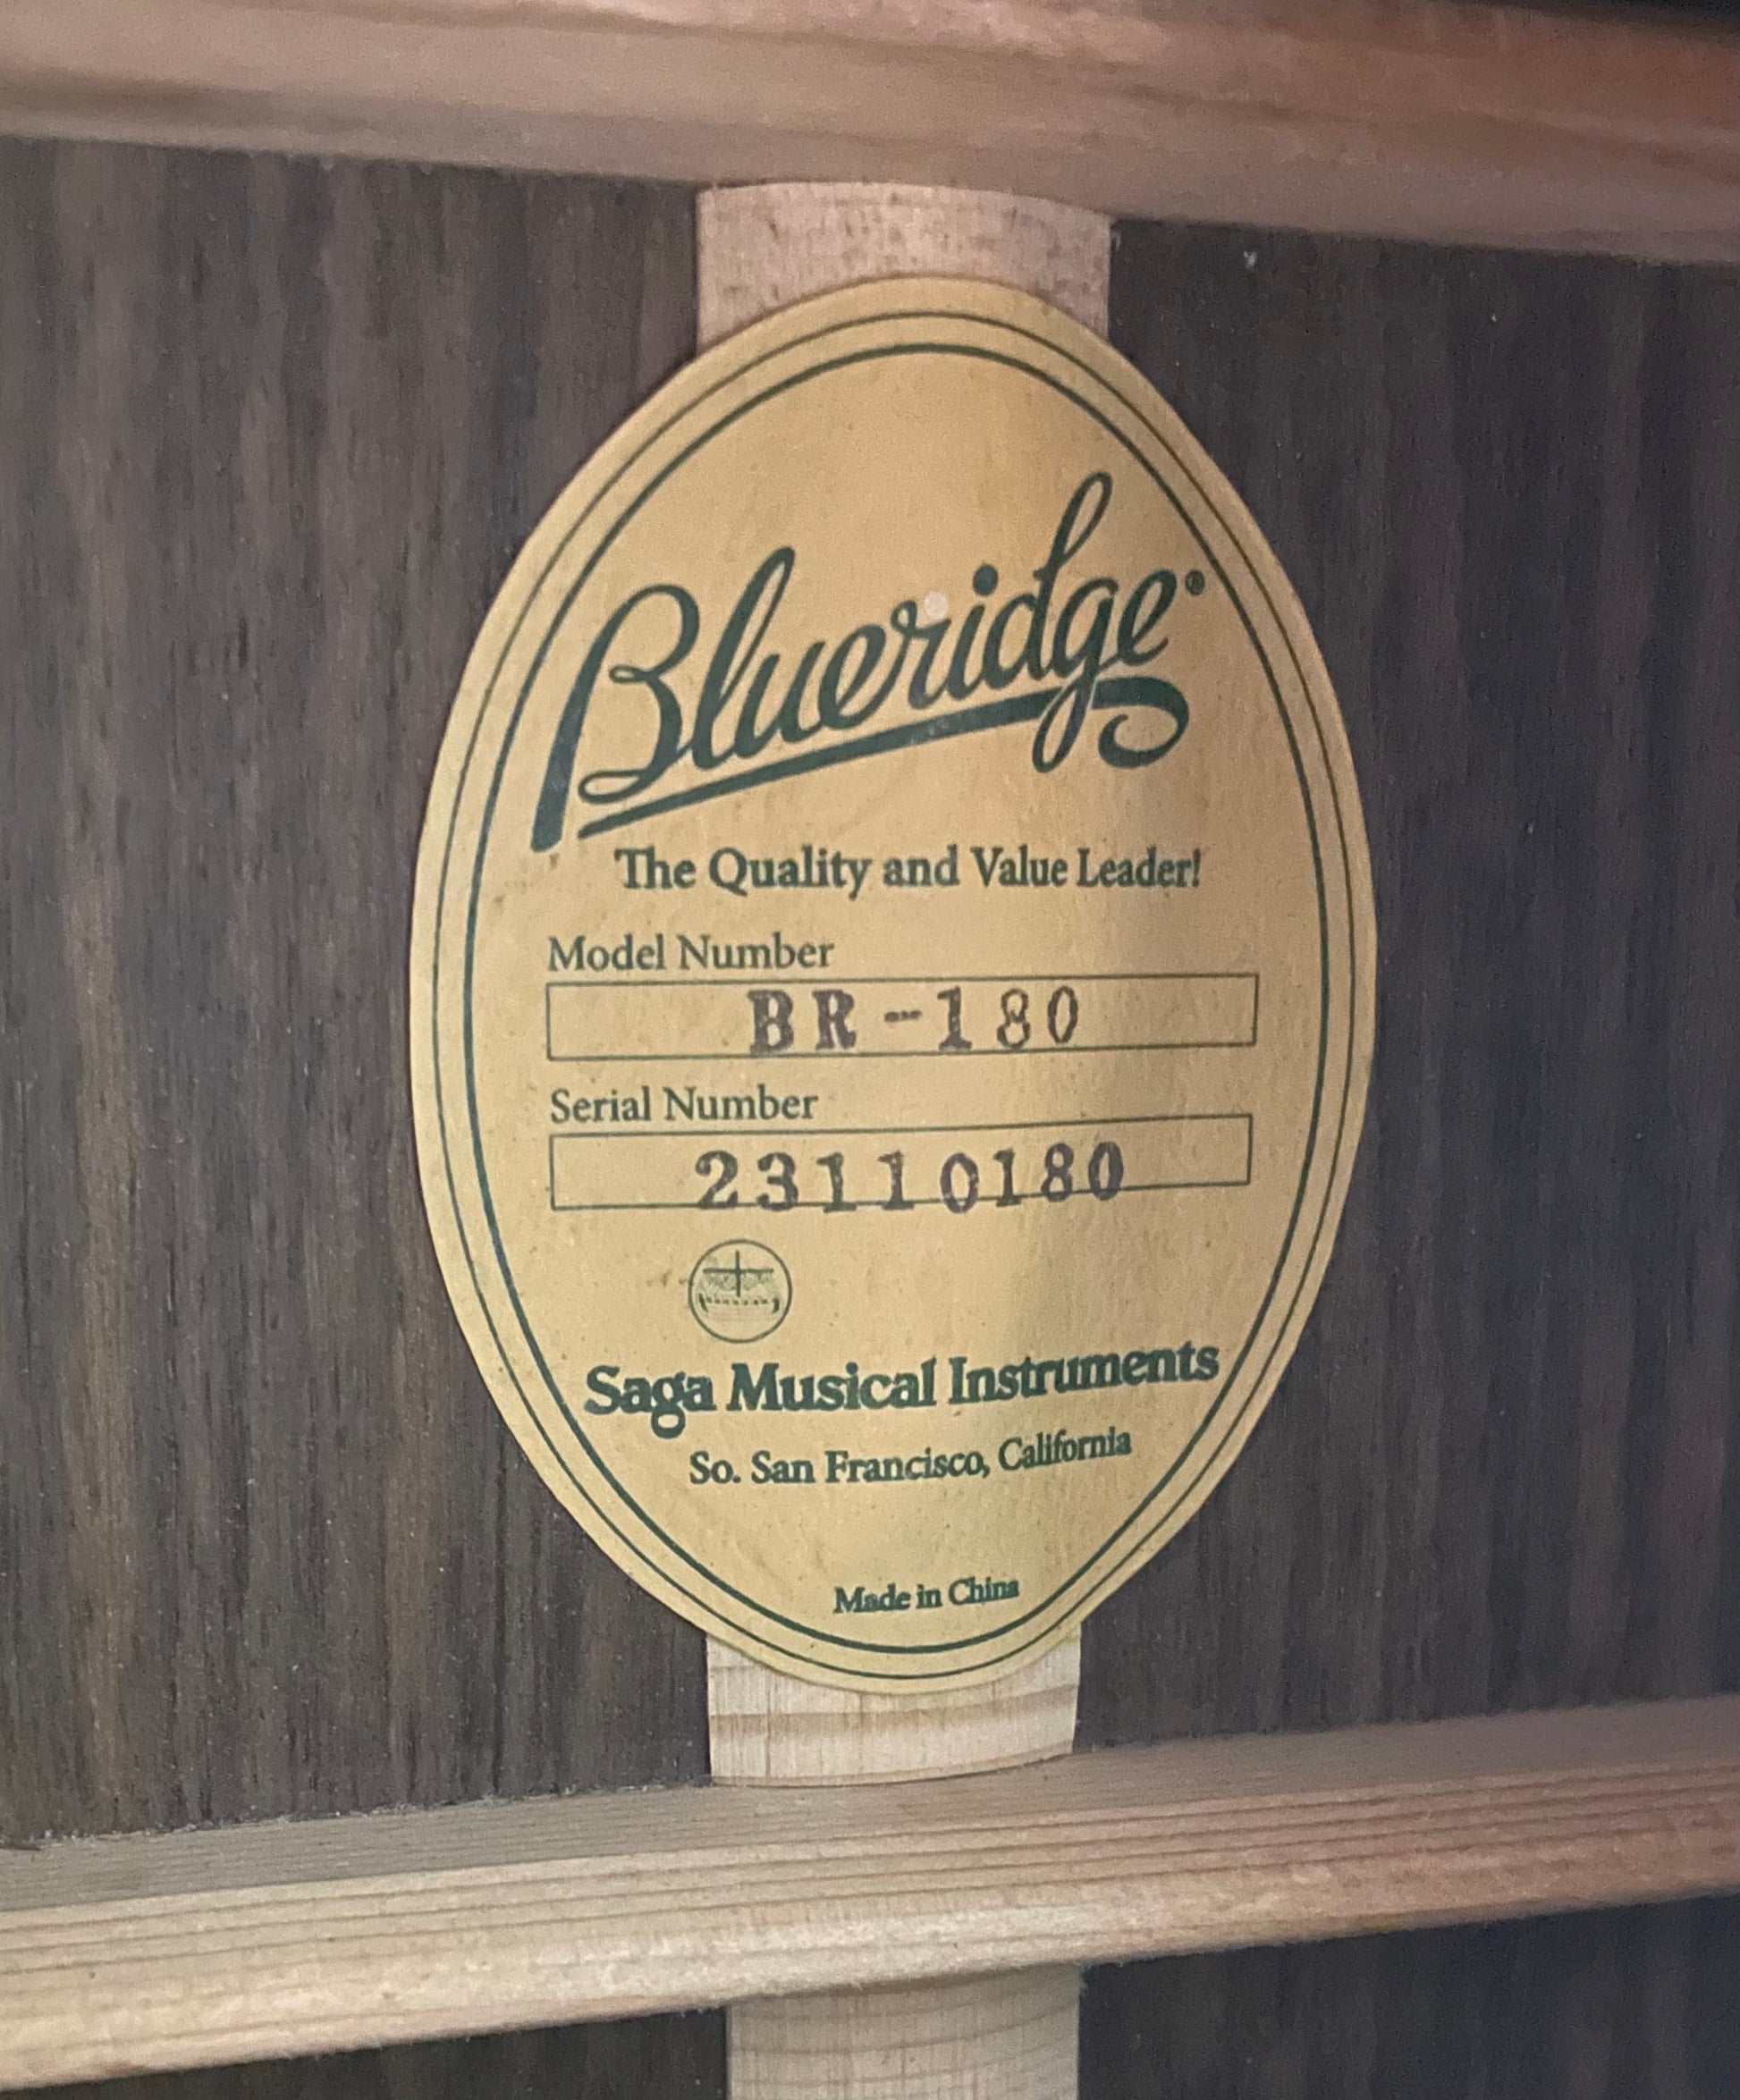 Blueridge®
The Quality and Value Leader!
Model Number
BR-180
Serial Number
23110180
Saga Musical Instruments
So. San Francisco, California
Made in China